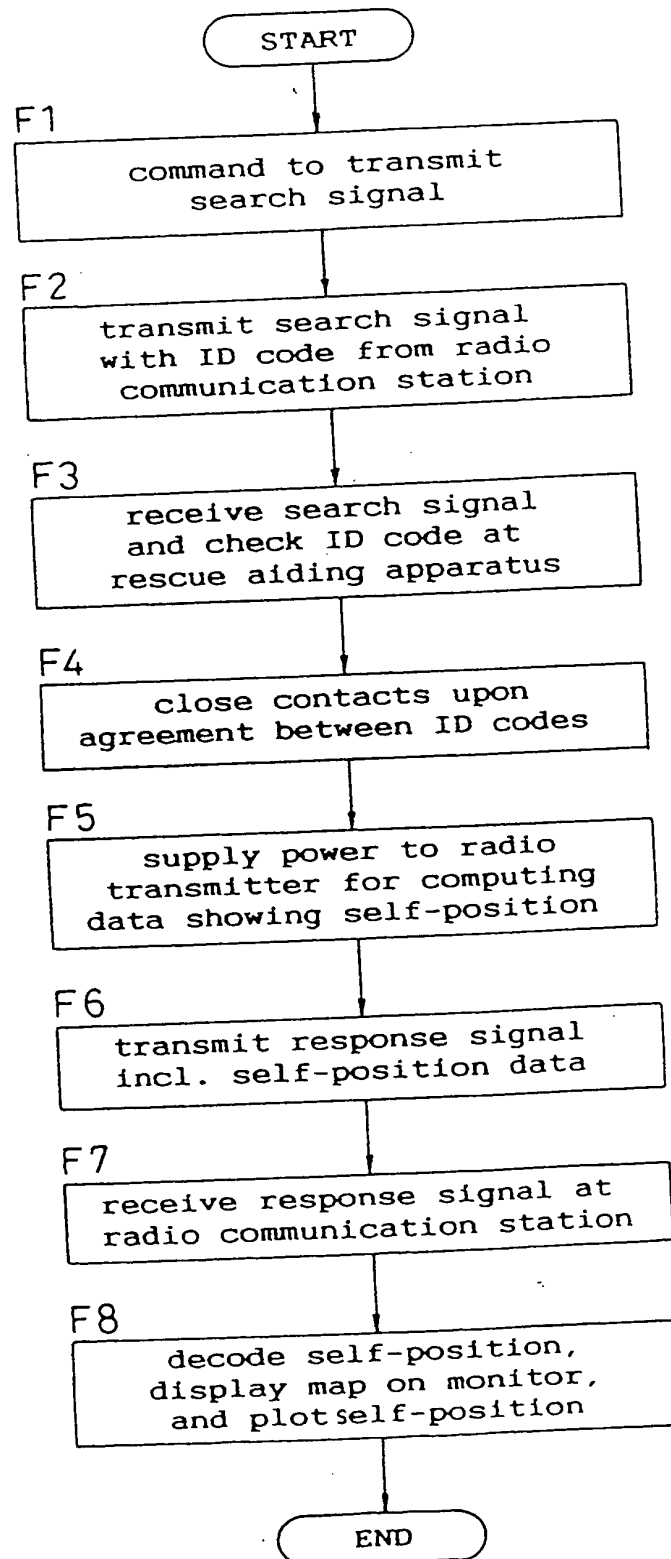 START
F1
command to transmit
search signal
F2
transmit search signal
with ID code from radio
communication station
F3
receive search signal
and check ID code at
rescue aiding apparatus
F4
close contacts upon
agreement between ID codes
F5
supply power to radio
transmitter for computing
data showing self-position
F6
transmit response signal
incl. self-position data
F7
receive response signal at
radio communication station
F8
decode self-position,
display map on monitor,
and plot self-position
END